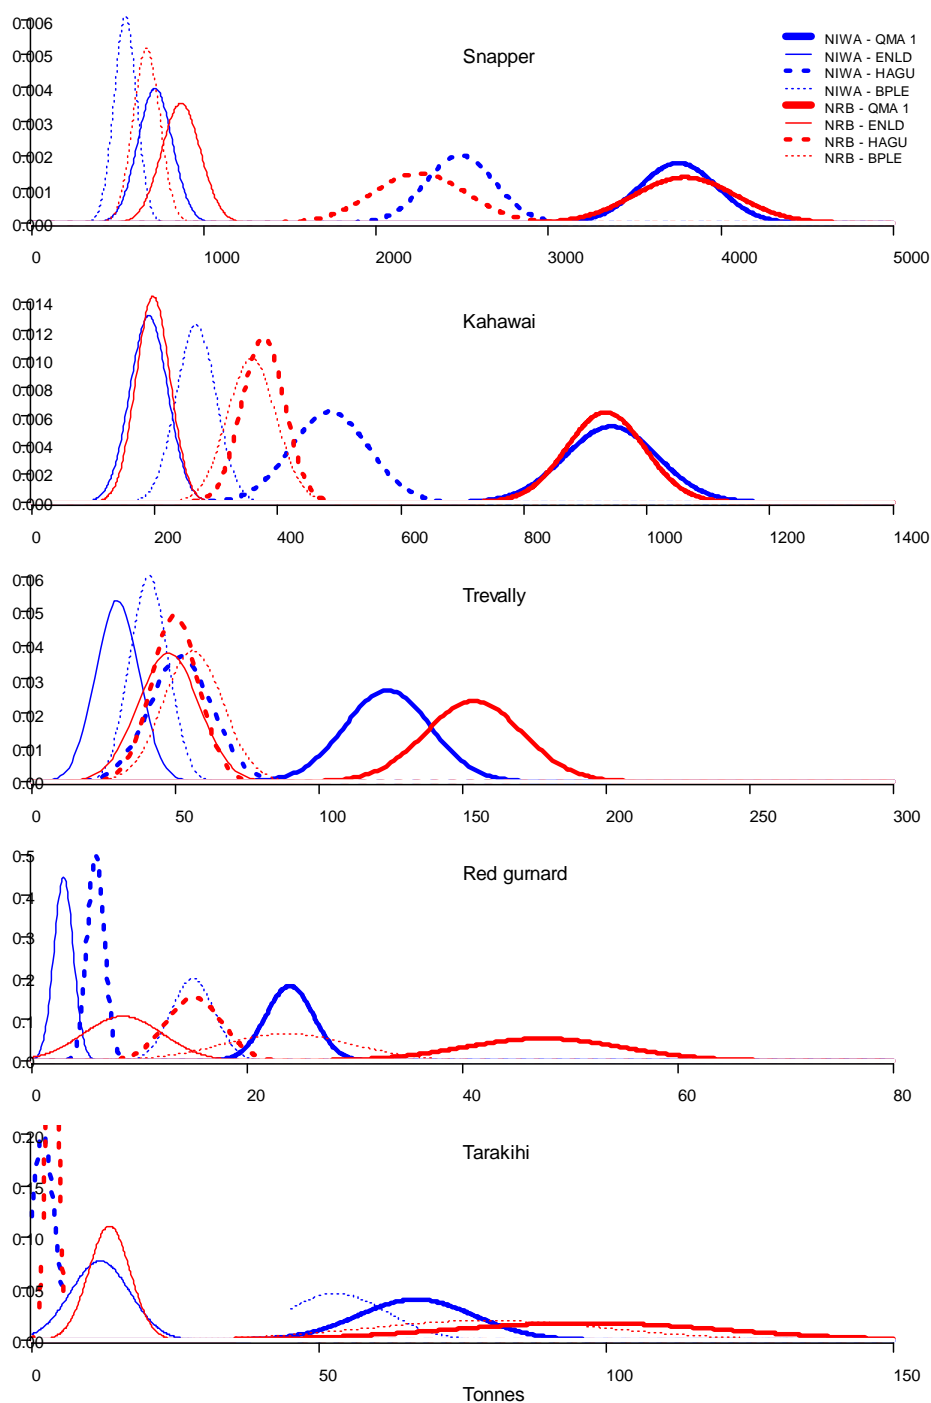 Snapper
NIWA - QMA 1
NIWA - ENLD
NIWA - HAGU
NIWA - BPLE
NRB - QMA 1
NRB - ENLD
NRB - HAGU
NRB - BPLE
0.006
0.005
0.004
0.003
0.002
0.001
0.000
0 1000 2000 3000 4000 5000
Kahawai
0.014
0.012
0.010
0.008
0.006
0.004
0.002
0.000
0 200 400 600 800 1000 1200 1400
Trevally
0.06
0.05
0.04
0.03
0.02
0.01
0.00
0 50 100 150 200 250 300
Red gurnard
0.5
0.4
0.3
0.2
0.1
0 20 40 60 80
Tarakihi
0.20
0.15
0.10
0.05
0.00
0 50 100 150
Tonnes